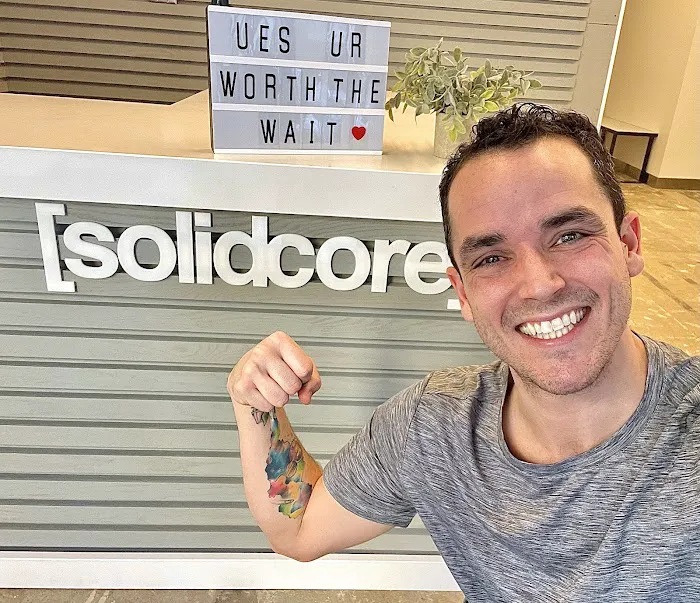 UES UR
WORTH THE
WAIT ❤
[solidcore]